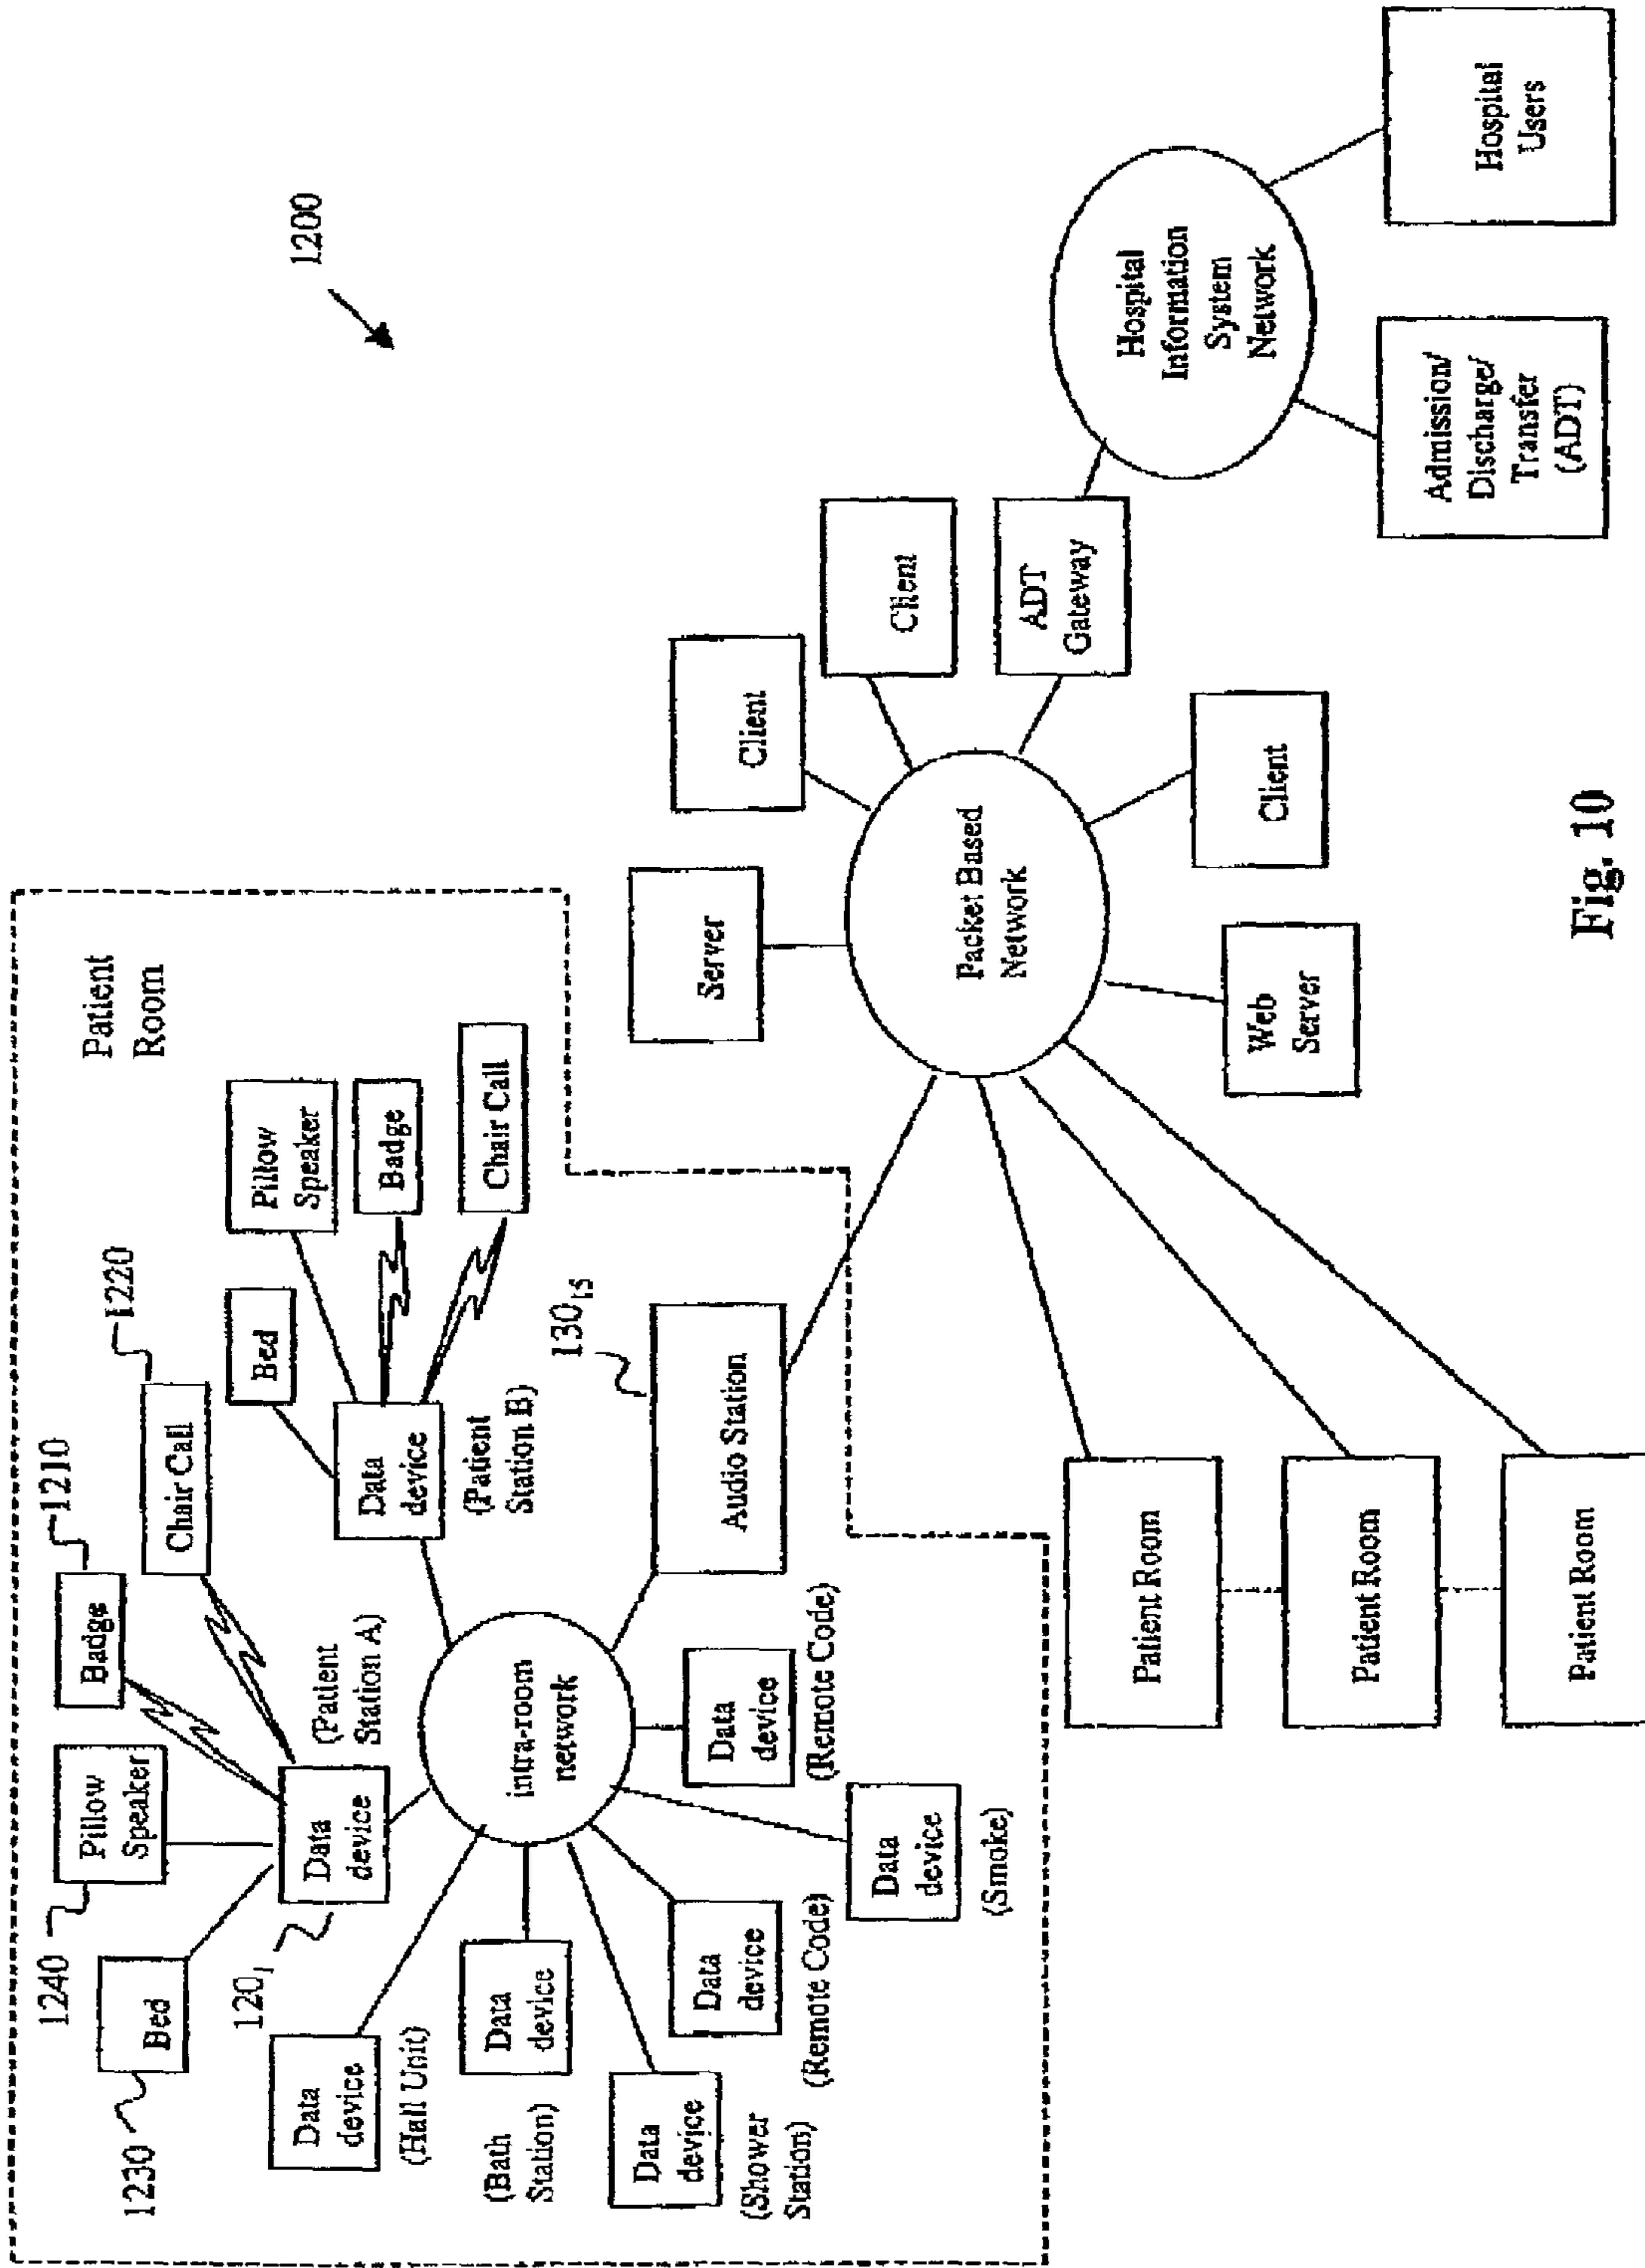 1200
Patient
Room
1240
Pillow
Speaker
1210
Badge
1220
Chair Call
1230
Bed
120₁
Data
device
(Patient
Station A)
Bed
Pillow
Speaker
Badge
Chair Call
Data
device
(Patient
Station B)
Data
device
(Hall Unit)
Data
device
(Bath
Station)
Data
device
(Shower
Station)
Data
device
(Remote Code)
Data
device
(Smoke)
Data
device
(Remote Code)
intra-room
network
130₁₅
Audio Station
Server
Client
Client
ADT
Gateway
Packet Based
Network
Web
Server
Client
Hospital
Information
System
Network
Admission/
Discharge/
Transfer
(ADT)
Hospital
Users
Patient Room
Patient Room
Patient Room
Fig. 10